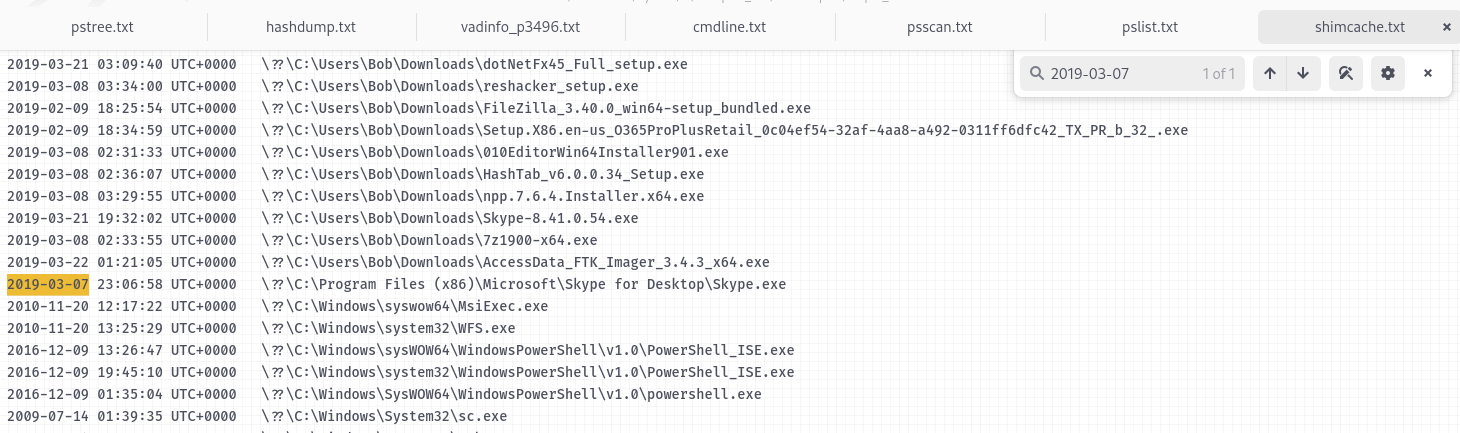 pstree.txt hashdump.txt vadinfo_p3496.txt cmdline.txt psscan.txt pslist.txt shimcache.txt ×
2019-03-07 1 of 1
2019-03-21 03:09:40 UTC+0000 \??\C:\Users\Bob\Downloads\dotNetFx45_Full_setup.exe
2019-03-08 03:34:00 UTC+0000 \??\C:\Users\Bob\Downloads\reshacker_setup.exe
2019-02-09 18:25:54 UTC+0000 \??\C:\Users\Bob\Downloads\FileZilla_3.40.0_win64-setup_bundled.exe
2019-02-09 18:34:59 UTC+0000 \??\C:\Users\Bob\Downloads\Setup.X86.en-us_O365ProPlusRetail_0c04ef54-32af-4aa8-a492-0311ff6dfc42_TX_PR_b_32_.exe
2019-03-08 02:31:33 UTC+0000 \??\C:\Users\Bob\Downloads\010EditorWin64Installer901.exe
2019-03-08 02:36:07 UTC+0000 \??\C:\Users\Bob\Downloads\HashTab_v6.0.0.34_Setup.exe
2019-03-08 03:29:55 UTC+0000 \??\C:\Users\Bob\Downloads\npp.7.6.4.Installer.x64.exe
2019-03-21 19:32:02 UTC+0000 \??\C:\Users\Bob\Downloads\Skype-8.41.0.54.exe
2019-03-08 02:33:55 UTC+0000 \??\C:\Users\Bob\Downloads\7z1900-x64.exe
2019-03-22 01:21:05 UTC+0000 \??\C:\Users\Bob\Downloads\AccessData_FTK_Imager_3.4.3_x64.exe
2019-03-07 23:06:58 UTC+0000 \??\C:\Program Files (x86)\Microsoft\Skype for Desktop\Skype.exe
2010-11-20 12:17:22 UTC+0000 \??\C:\Windows\syswow64\MsiExec.exe
2010-11-20 13:25:29 UTC+0000 \??\C:\Windows\system32\WFS.exe
2016-12-09 13:26:47 UTC+0000 \??\C:\Windows\sysWOW64\WindowsPowerShell\v1.0\PowerShell_ISE.exe
2016-12-09 19:45:10 UTC+0000 \??\C:\Windows\system32\WindowsPowerShell\v1.0\PowerShell_ISE.exe
2016-12-09 01:35:04 UTC+0000 \??\C:\Windows\SysWOW64\WindowsPowerShell\v1.0\powershell.exe
2009-07-14 01:39:35 UTC+0000 \??\C:\Windows\System32\sc.exe